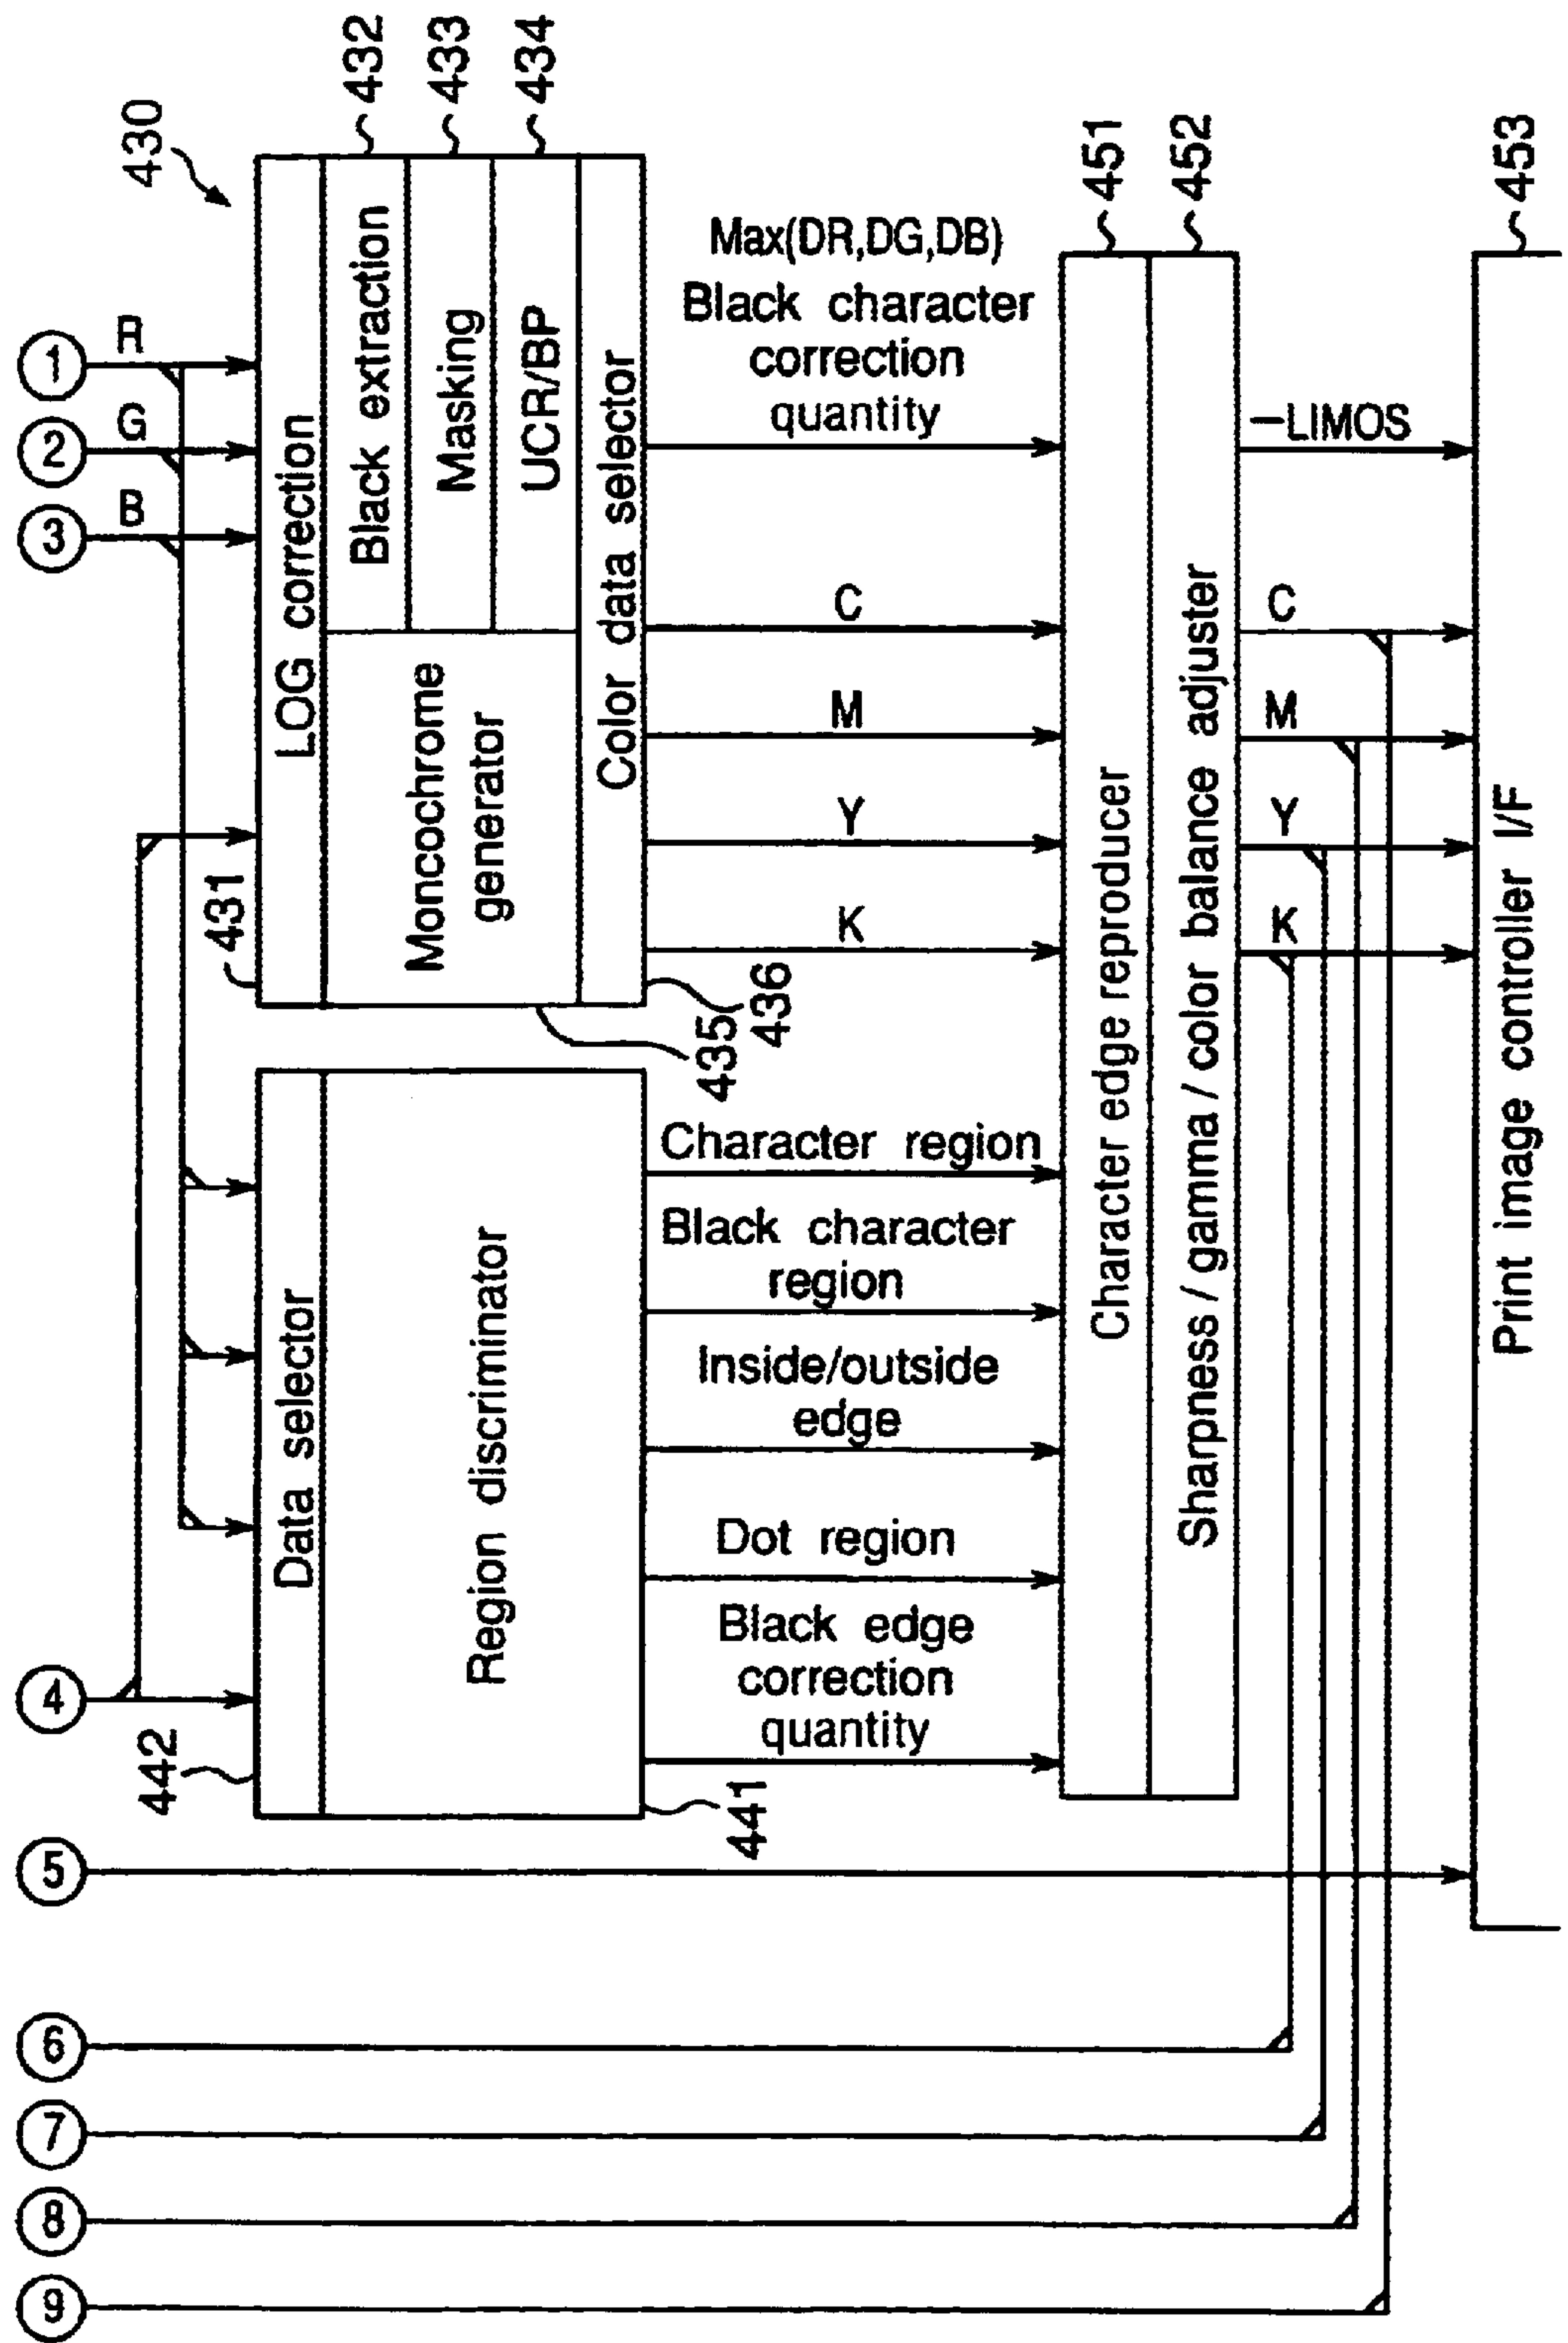 430
432
433
434
1
R
2
G
3
B
4
5
6
7
8
9
431
LOG correction
Black extraction
Masking
UCR/BP
Moncochrome
generator
Color data selector
435
436
442
Data selector
Region discriminator
441
Max(DR,DG,DB)
Black character
correction
quantity
C
M
Y
K
Character region
Black character
region
Inside/outside
edge
Dot region
Black edge
correction
quantity
451
452
Character edge reproducer
Sharpness / gamma / color balance adjuster
-LIMOS
C
M
Y
K
453
Print image controller I/F